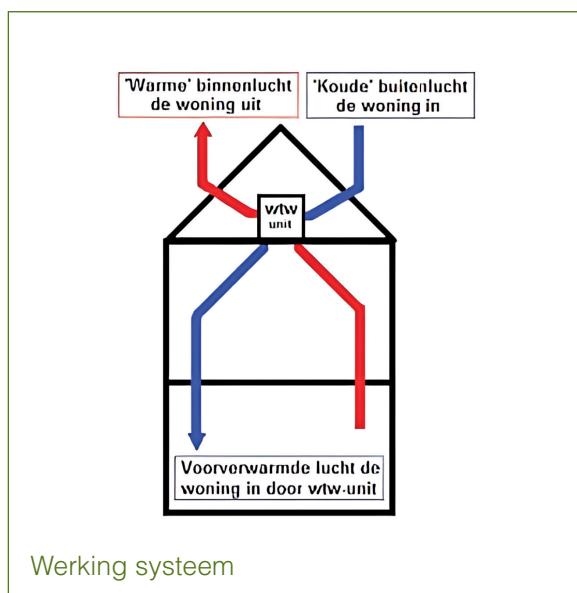 'Warme' binnenlucht
de woning uit
'Koude' buitenlucht
de woning in
wtw
unit
Voorverwarmde lucht de
woning in door wtw-unit
Werking systeem